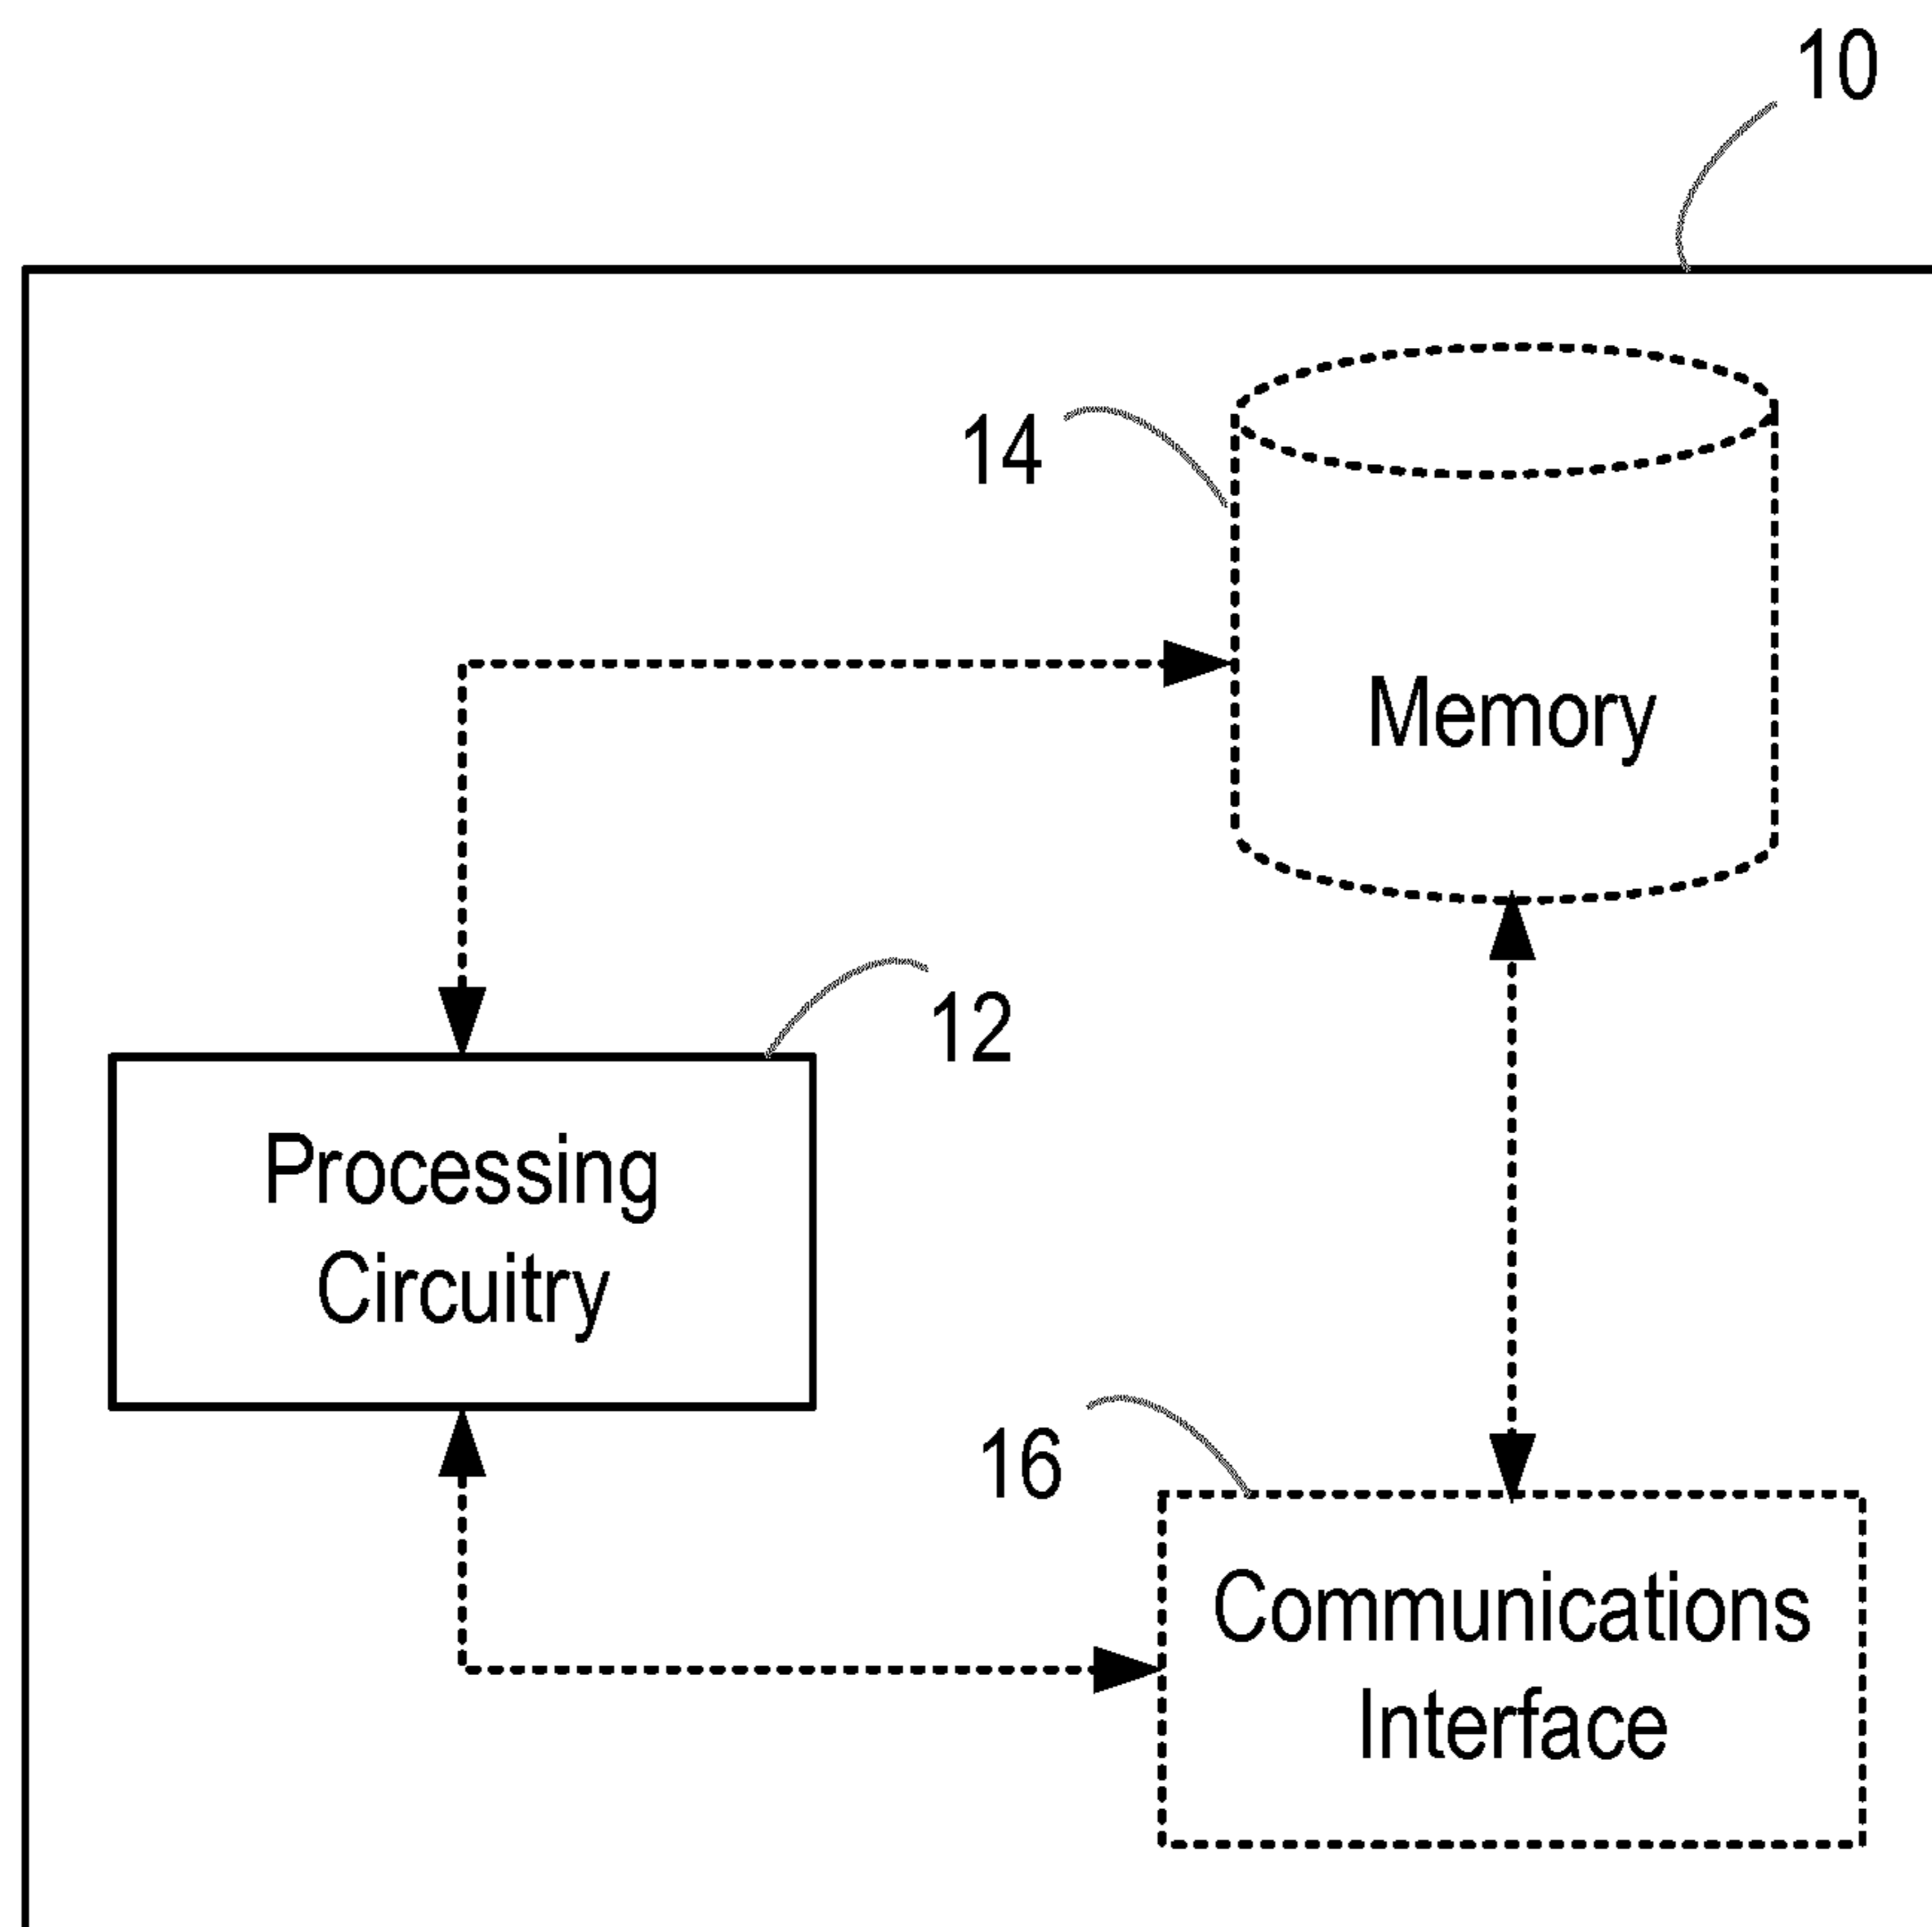 10
14
Memory
12
Processing
Circuitry
16
Communications
Interface